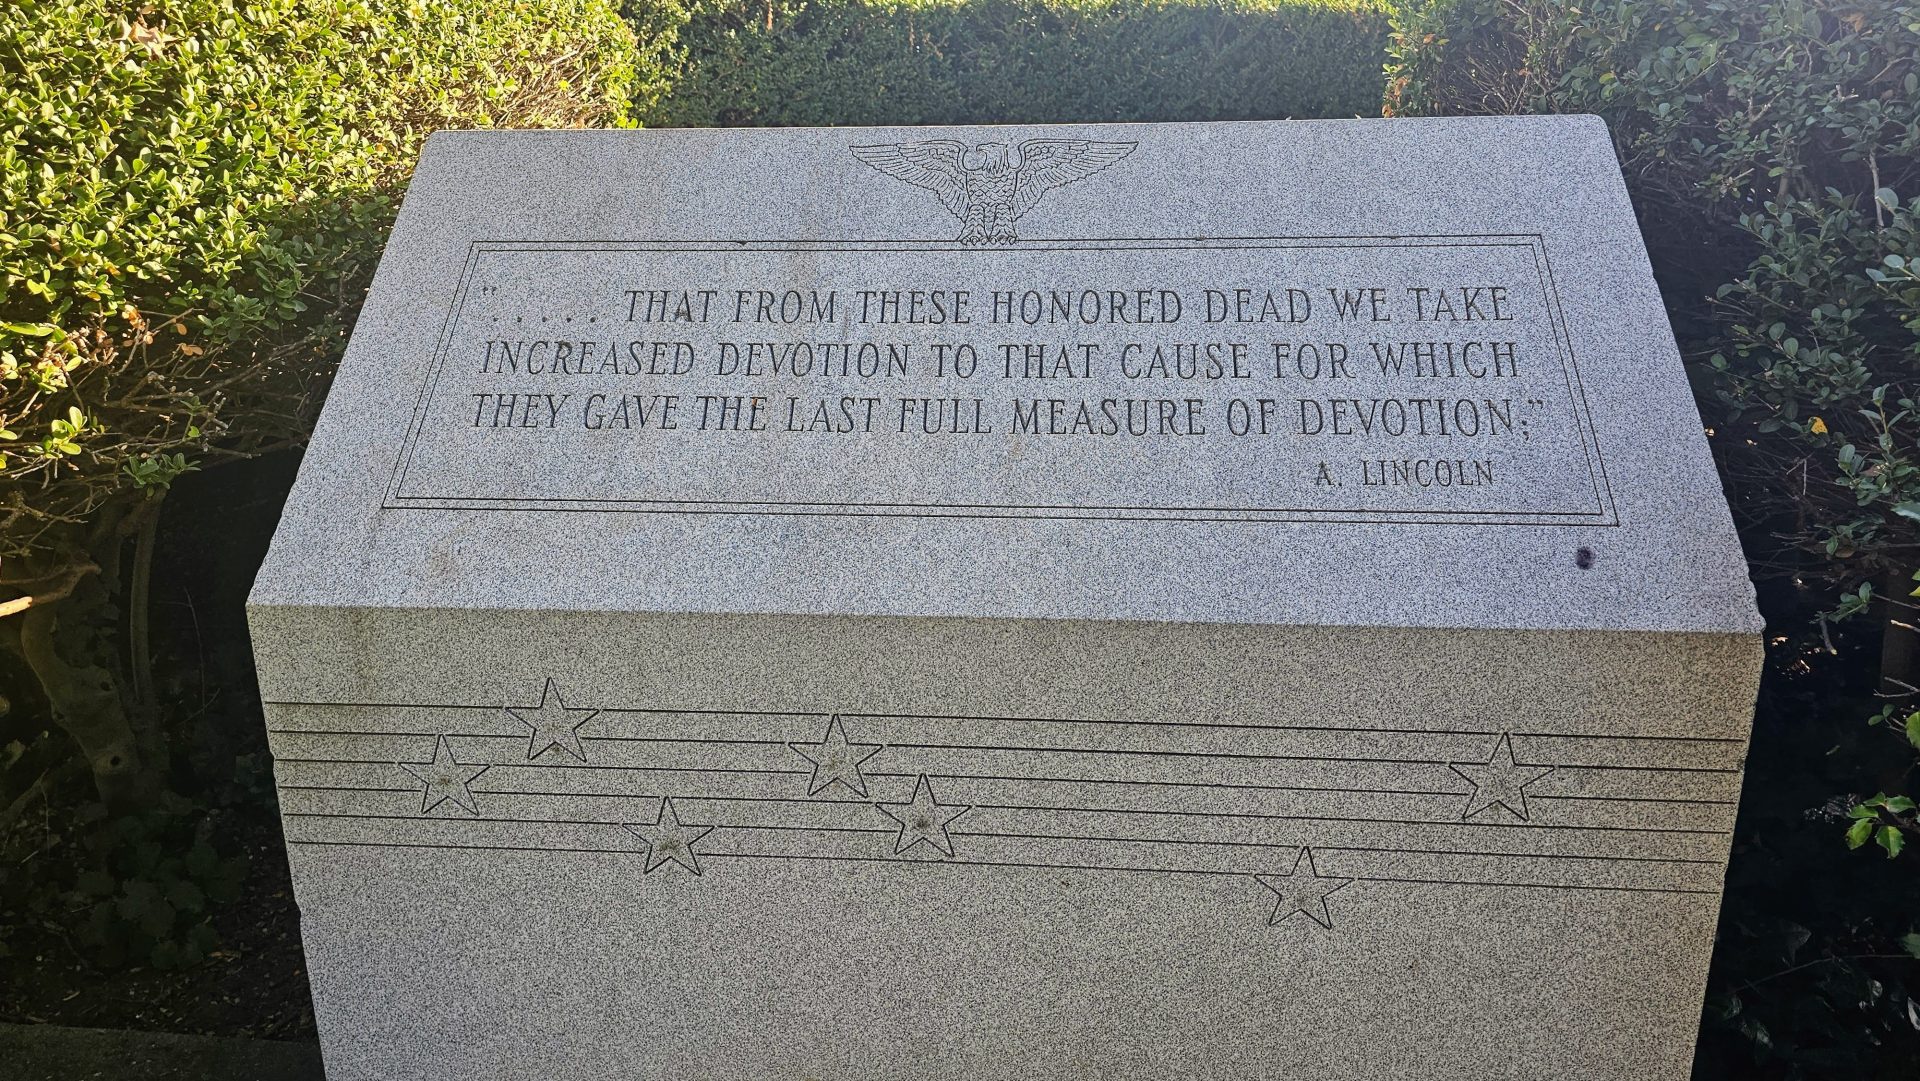 ". . . . . THAT FROM THESE HONORED DEAD WE TAKE
INCREASED DEVOTION TO THAT CAUSE FOR WHICH
THEY GAVE THE LAST FULL MEASURE OF DEVOTION;"
A. LINCOLN